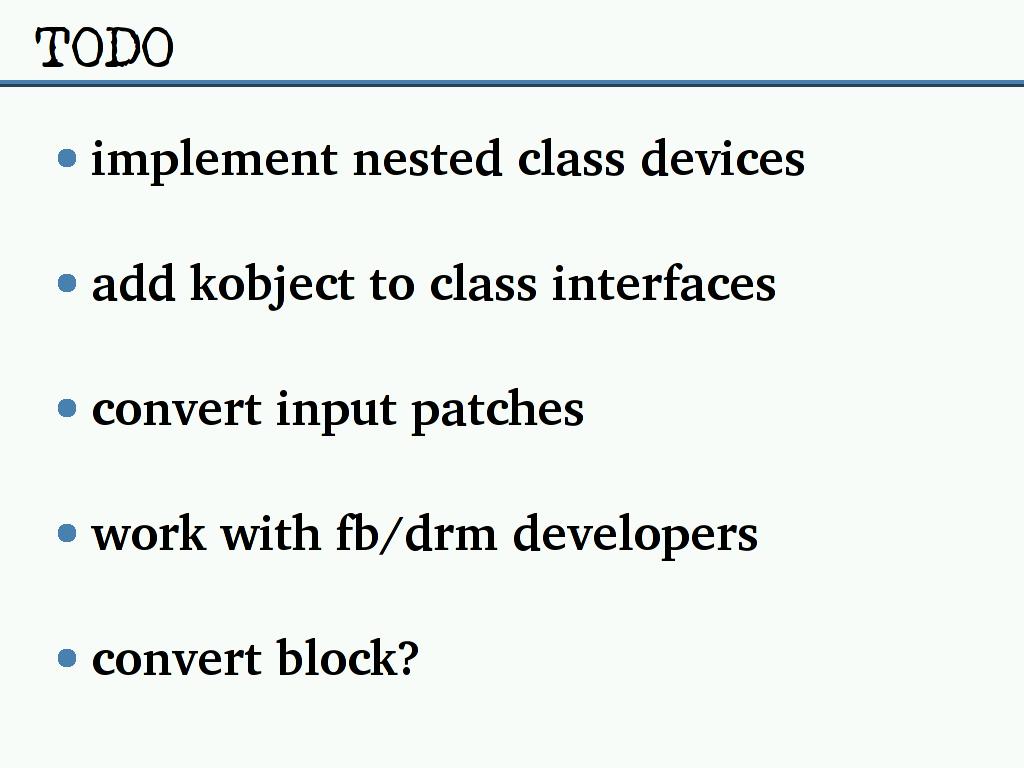 TODO
• implement nested class devices
• add kobject to class interfaces
• convert input patches
• work with fb/drm developers
• convert block?